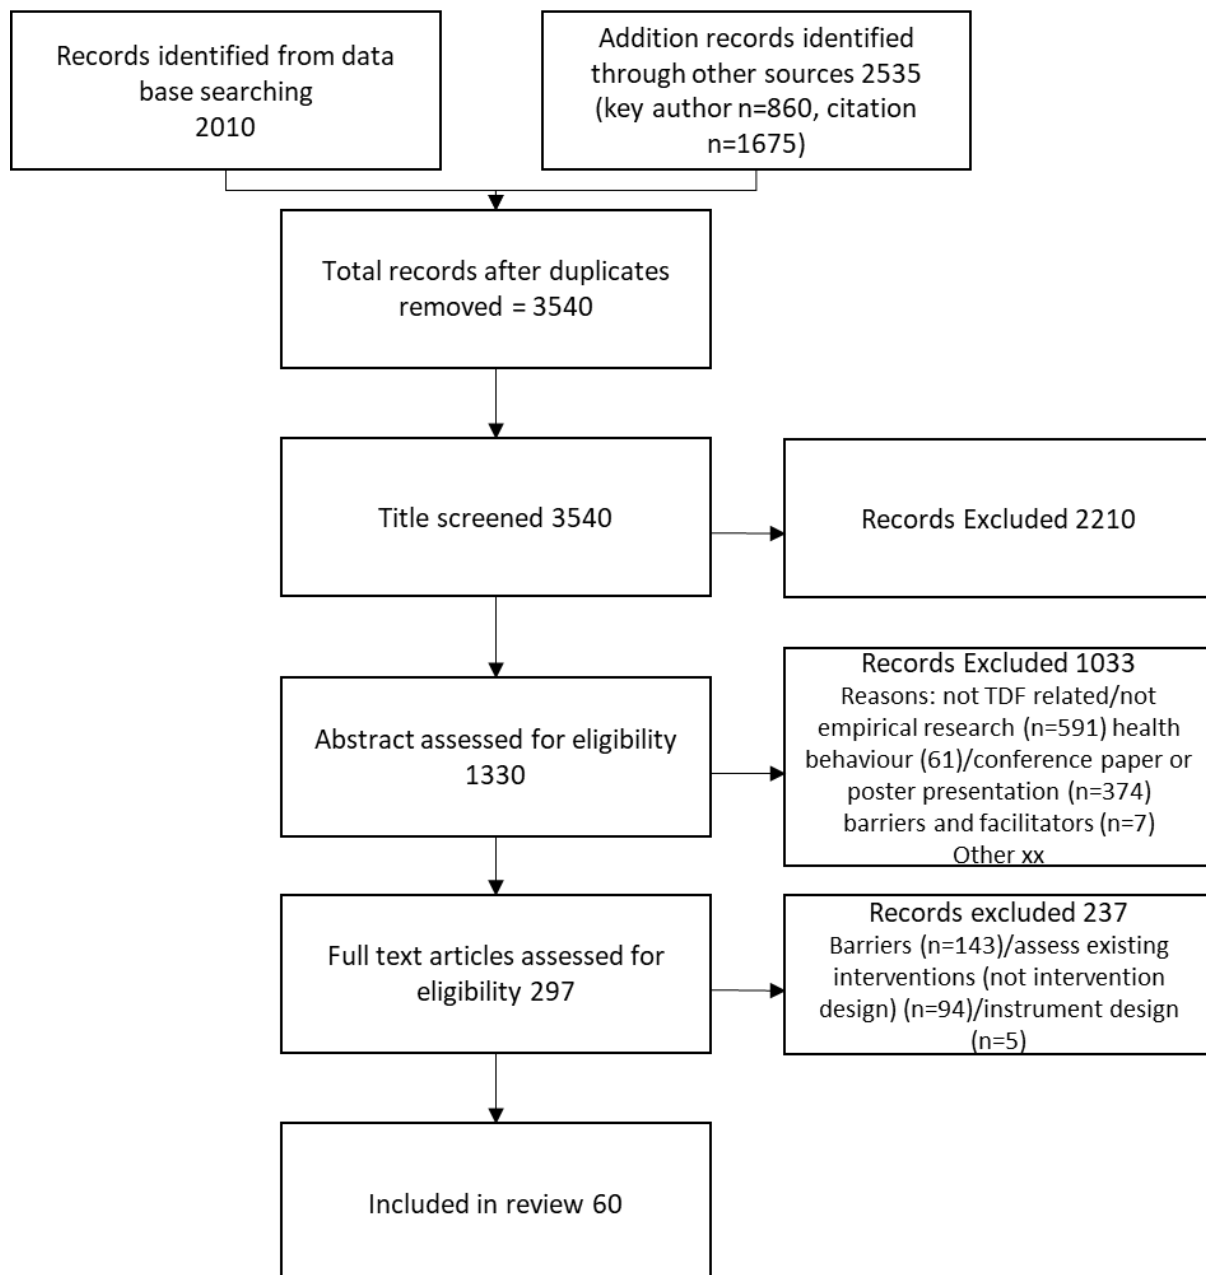 Records identified from data
base searching
2010
Addition records identified
through other sources 2535
(key author n=860, citation
n=1675)
Total records after duplicates
removed = 3540
Title screened 3540
Records Excluded 2210
Abstract assessed for eligibility
1330
Records Excluded 1033
Reasons: not TDF related/not
empirical research (n=591) health
behaviour (61)/conference paper or
poster presentation (n=374)
barriers and facilitators (n=7)
Other xx
Full text articles assessed for
eligibility 297
Records excluded 237
Barriers (n=143)/assess existing
interventions (not intervention
design) (n=94)/instrument design
(n=5)
Included in review 60